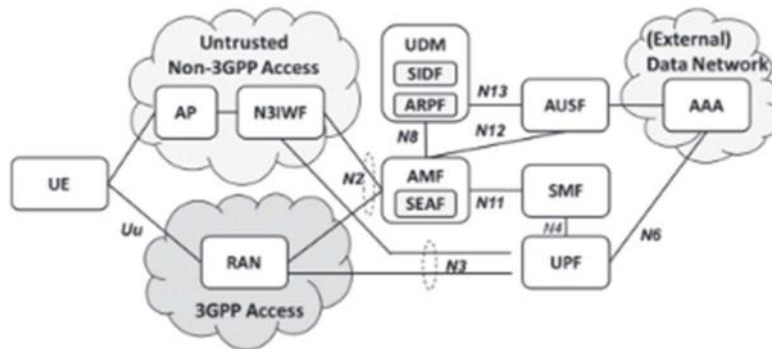 Untrusted
Non-3GPP Access
AP
N3IWF
UDM
SIDF
ARPF
N13
AUSF
(External)
Data Network
AAA
N8
N12
UE
N2
AMF
SEAF
N11
SMF
Uu
N4
N6
RAN
N3
UPF
3GPP Access